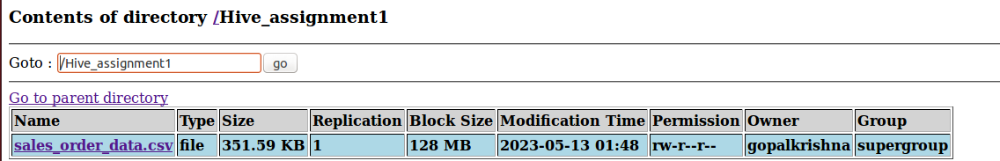 Contents of directory /Hive_assignment1
Goto : /Hive_assignment1 go
Go to parent directory
Name Type Size Replication Block Size Modification Time Permission Owner Group
sales_order_data.csv file 351.59 KB 1 128 MB 2023-05-13 01:48 rw-r--r-- gopalkrishna supergroup